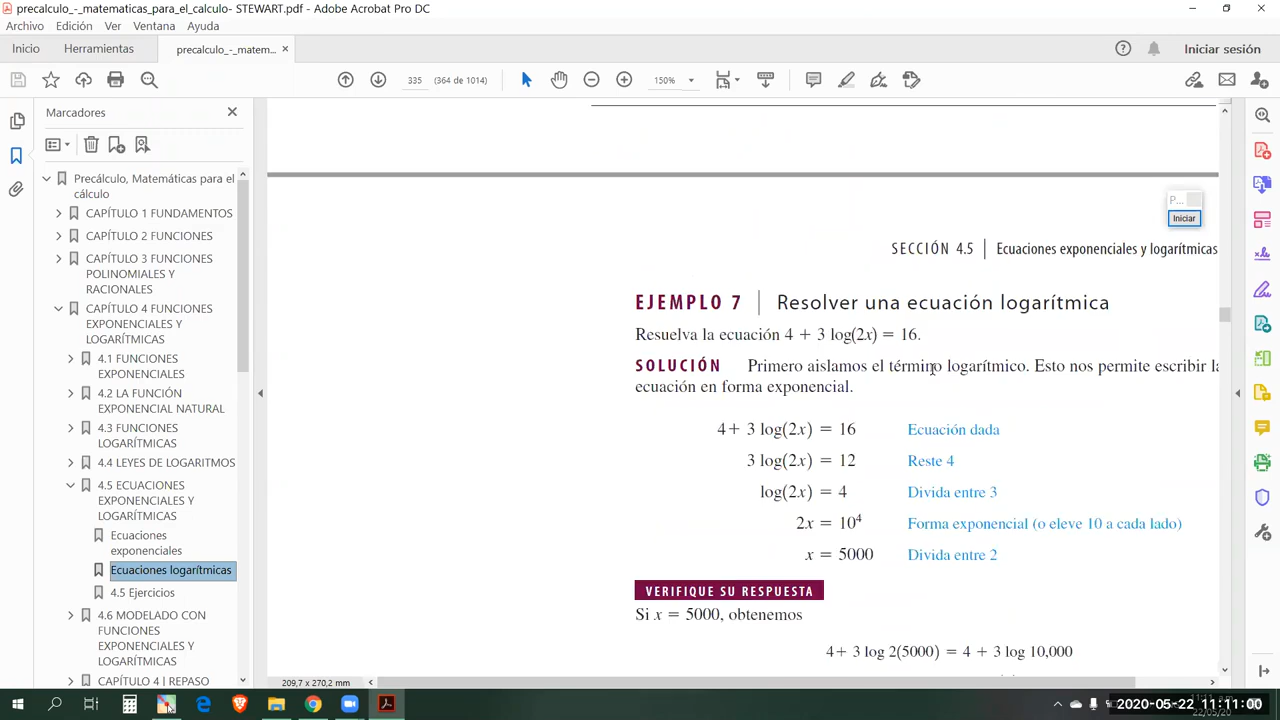 precalculo_-_matematicas_para_el_calculo- STEWART.pdf - Adobe Acrobat Pro DC
Archivo Edición Ver Ventana Ayuda
Inicio Herramientas precalculo_-_matem... × Iniciar sesión
335 (364 de 1014) 150%
Marcadores
Precálculo, Matemáticas para el
cálculo
CAPÍTULO 1 FUNDAMENTOS
CAPÍTULO 2 FUNCIONES
CAPÍTULO 3 FUNCIONES
POLINOMIALES Y
RACIONALES
CAPÍTULO 4 FUNCIONES
EXPONENCIALES Y
LOGARÍTMICAS
4.1 FUNCIONES
EXPONENCIALES
4.2 LA FUNCIÓN
EXPONENCIAL NATURAL
4.3 FUNCIONES
LOGARÍTMICAS
4.4 LEYES DE LOGARITMOS
4.5 ECUACIONES
EXPONENCIALES Y
LOGARÍTMICAS
Ecuaciones
exponenciales
Ecuaciones logarítmicas
4.5 Ejercicios
4.6 MODELADO CON
FUNCIONES
EXPONENCIALES Y
LOGARÍTMICAS
CAPÍTULO 4 | REPASO
P...
Iniciar
SECCIÓN 4.5 | Ecuaciones exponenciales y logarítmicas
EJEMPLO 7 | Resolver una ecuación logarítmica
Resuelva la ecuación 4 + 3 log(2x) = 16.
SOLUCIÓN Primero aislamos el término logarítmico. Esto nos permite escribir la
ecuación en forma exponencial.
4+ 3 log(2x) = 16 Ecuación dada
3 log(2x) = 12 Reste 4
log(2x) = 4 Divida entre 3
2x = 10⁴ Forma exponencial (o eleve 10 a cada lado)
x = 5000 Divida entre 2
VERIFIQUE SU RESPUESTA
Si x = 5000, obtenemos
4+ 3 log 2(5000) = 4 + 3 log 10,000
209,7 x 270,2 mm
2020-05-22 11:11:00